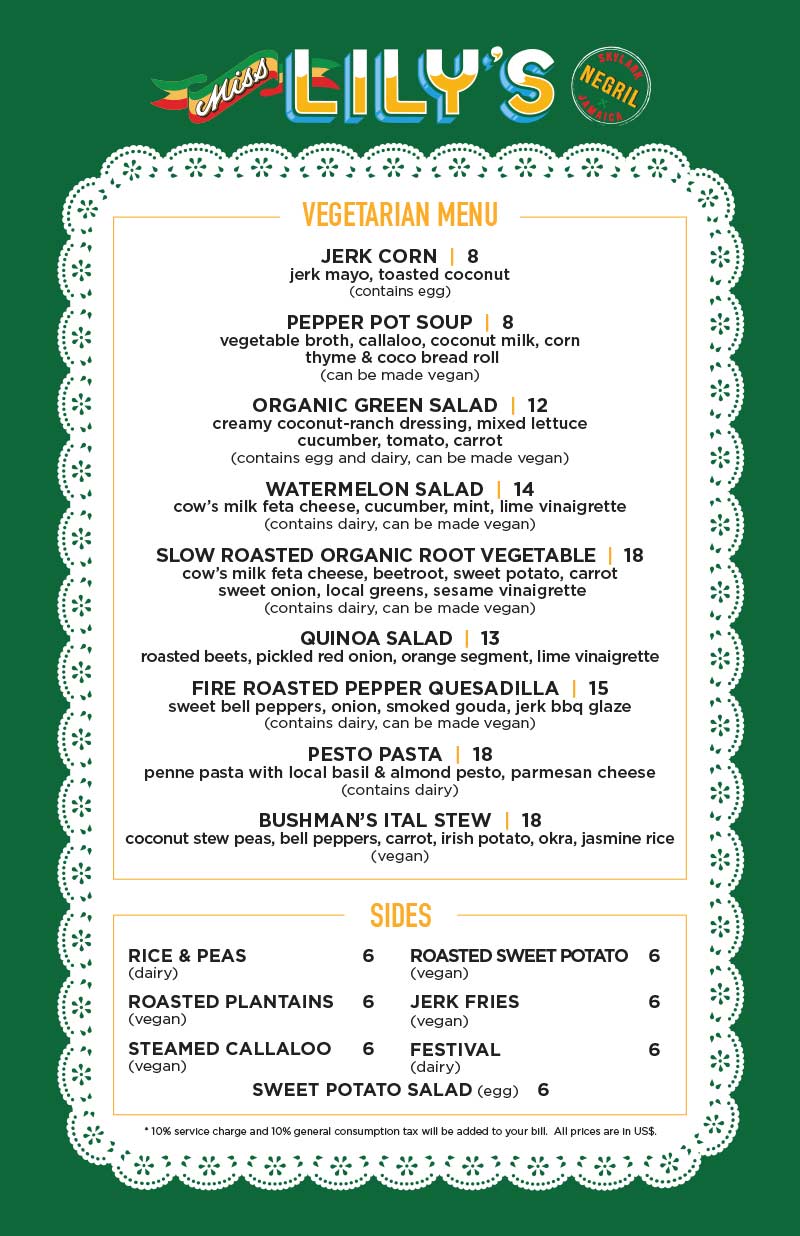 Miss LILY'S
SKYLARK
NEGRIL
JAMAICA
VEGETARIAN MENU
JERK CORN | 8
jerk mayo, toasted coconut
(contains egg)
PEPPER POT SOUP | 8
vegetable broth, callaloo, coconut milk, corn
thyme & coco bread roll
(can be made vegan)
ORGANIC GREEN SALAD | 12
creamy coconut-ranch dressing, mixed lettuce
cucumber, tomato, carrot
(contains egg and dairy, can be made vegan)
WATERMELON SALAD | 14
cow's milk feta cheese, cucumber, mint, lime vinaigrette
(contains dairy, can be made vegan)
SLOW ROASTED ORGANIC ROOT VEGETABLE | 18
cow's milk feta cheese, beetroot, sweet potato, carrot
sweet onion, local greens, sesame vinaigrette
(contains dairy, can be made vegan)
QUINOA SALAD | 13
roasted beets, pickled red onion, orange segment, lime vinaigrette
FIRE ROASTED PEPPER QUESADILLA | 15
sweet bell peppers, onion, smoked gouda, jerk bbq glaze
(contains dairy, can be made vegan)
PESTO PASTA | 18
penne pasta with local basil & almond pesto, parmesan cheese
(contains dairy)
BUSHMAN'S ITAL STEW | 18
coconut stew peas, bell peppers, carrot, irish potato, okra, jasmine rice
(vegan)
SIDES
RICE & PEAS 6
(dairy)
ROASTED PLANTAINS 6
(vegan)
STEAMED CALLALOO 6
(vegan)
ROASTED SWEET POTATO 6
(vegan)
JERK FRIES 6
(vegan)
FESTIVAL 6
(dairy)
SWEET POTATO SALAD (egg) 6
* 10% service charge and 10% general consumption tax will be added to your bill. All prices are in US$.